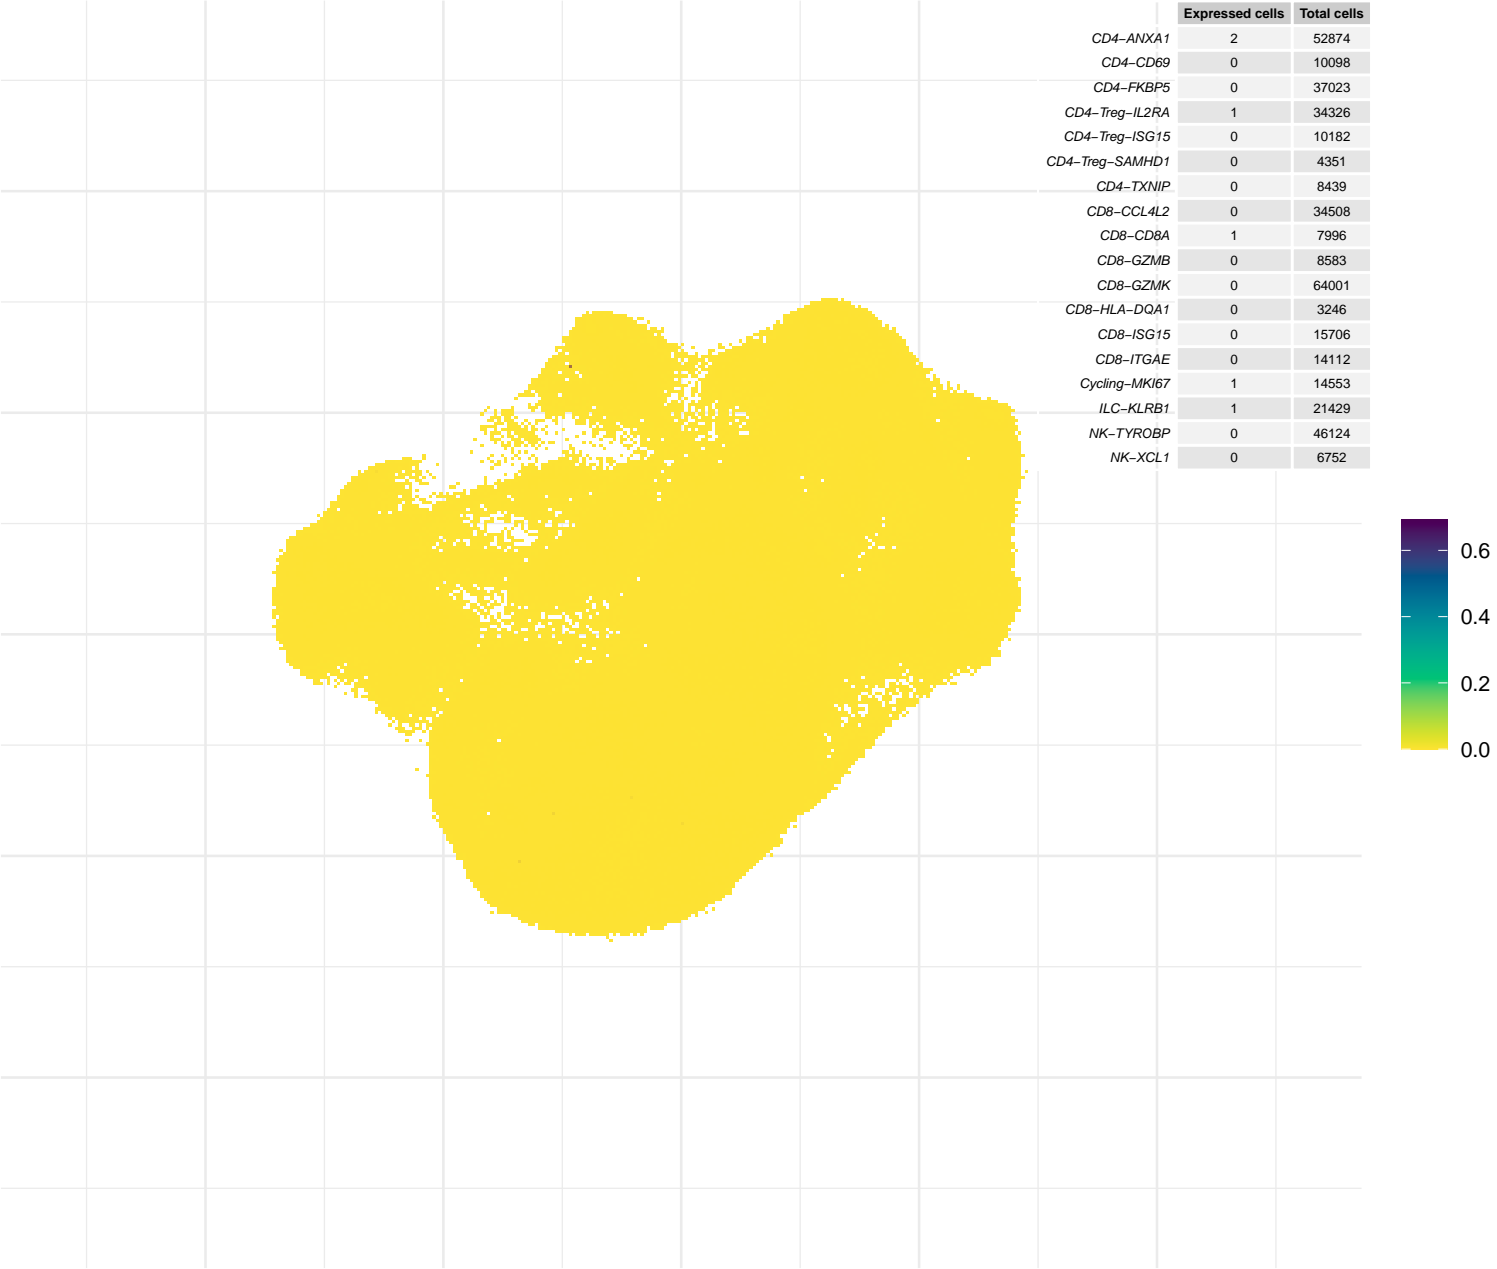 Expressed cells Total cells
CD4−ANXA1 2 52874
CD4−CD69 0 10098
CD4−FKBP5 0 37023
CD4−Treg−IL2RA 1 34326
CD4−Treg−ISG15 0 10182
CD4−Treg−SAMHD1 0 4351
CD4−TXNIP 0 8439
CD8−CCL4L2 0 34508
CD8−CD8A 1 7996
CD8−GZMB 0 8583
CD8−GZMK 0 64001
CD8−HLA−DQA1 0 3246
CD8−ISG15 0 15706
CD8−ITGAE 0 14112
Cycling−MKI67 1 14553
ILC−KLRB1 1 21429
NK−TYROBP 0 46124
NK−XCL1 0 6752
0.6
0.4
0.2
0.0